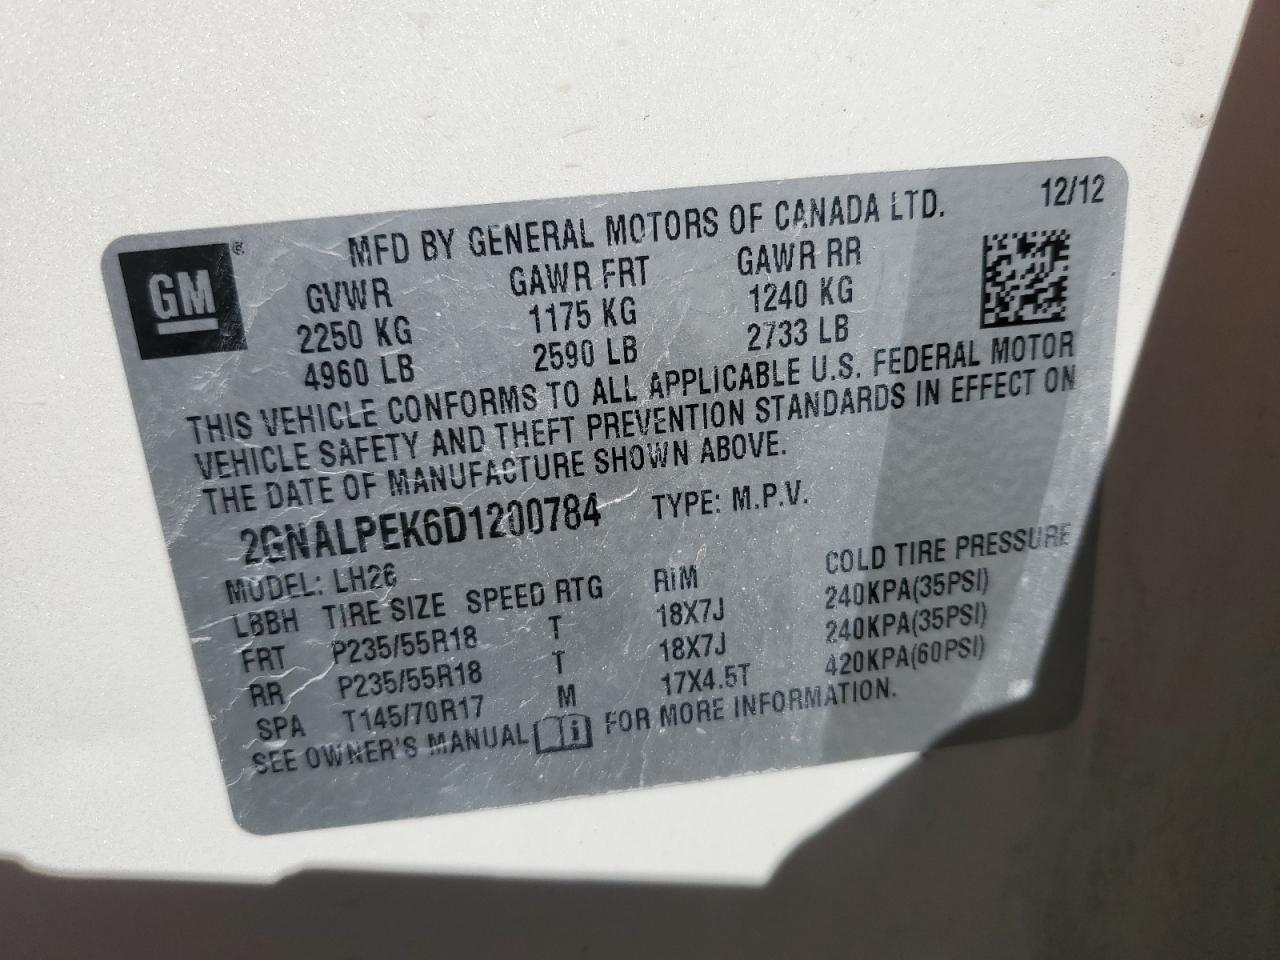 12/12
GM ® MFD BY GENERAL MOTORS OF CANADA LTD.
GVWR GAWR FRT GAWR RR
2250 KG 1175 KG 1240 KG
4960 LB 2590 LB 2733 LB
THIS VEHICLE CONFORMS TO ALL APPLICABLE U.S. FEDERAL MOTOR
VEHICLE SAFETY AND THEFT PREVENTION STANDARDS IN EFFECT ON
THE DATE OF MANUFACTURE SHOWN ABOVE.
2GNALPEK6D1200784 TYPE: M.P.V.
MODEL: LH26
LBBH TIRE SIZE SPEED RTG RIM COLD TIRE PRESSURE
FRT P235/55R18 T 18X7J 240KPA(35PSI)
RR P235/55R18 T 18X7J 240KPA(35PSI)
SPA T145/70R17 M 17X4.5T 420KPA(60PSI)
SEE OWNER'S MANUAL i FOR MORE INFORMATION.